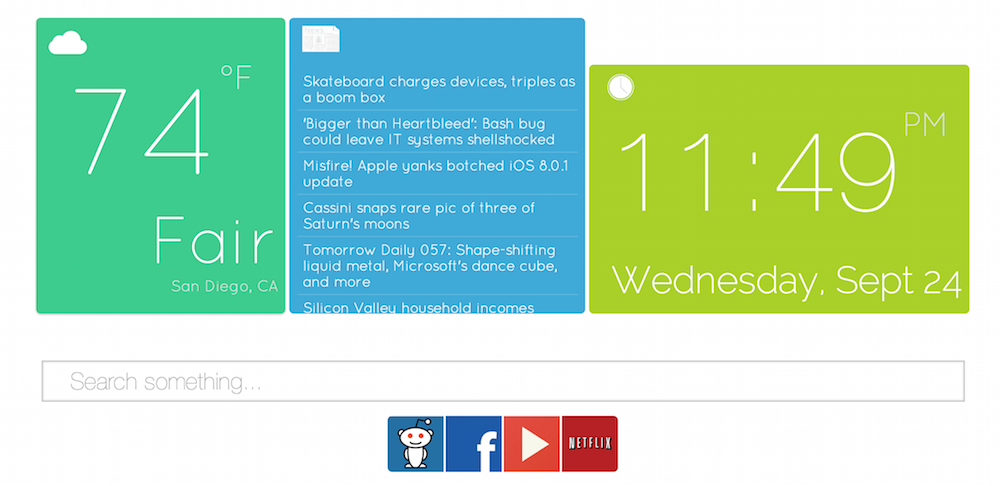 °F
74
Fair
San Diego, CA
Skateboard charges devices, triples as
a boom box
'Bigger than Heartbleed': Bash bug
could leave IT systems shellshocked
Misfire! Apple yanks botched iOS 8.0.1
update
Cassini snaps rare pic of three of
Saturn's moons
Tomorrow Daily 057: Shape-shifting
liquid metal, Microsoft's dance cube,
and more
Silicon Valley household incomes
PM
11:49
Wednesday, Sept 24
Search something...
f
NETFLIX